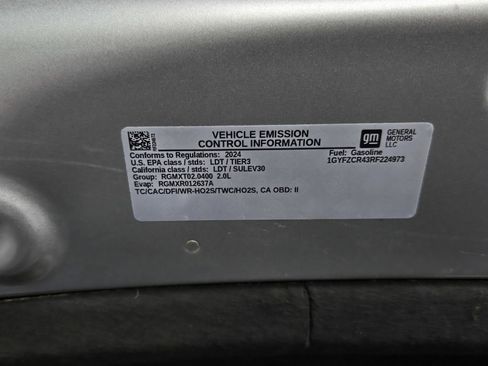 VEHICLE EMISSION
CONTROL INFORMATION
gm
GENERAL
MOTORS
LLC
Conforms to Regulations: 2024
Fuel: Gasoline
U.S. EPA class / stds: LDT / TIER3
1GYFZCR43RF224973
California class / stds: LDT / SULEV30
Group: RGMXT02.0400 2.0L
Evap: RGMXR012637A
TC/CAC/DFI/WR-HO2S/TWC/HO2S, CA OBD: II